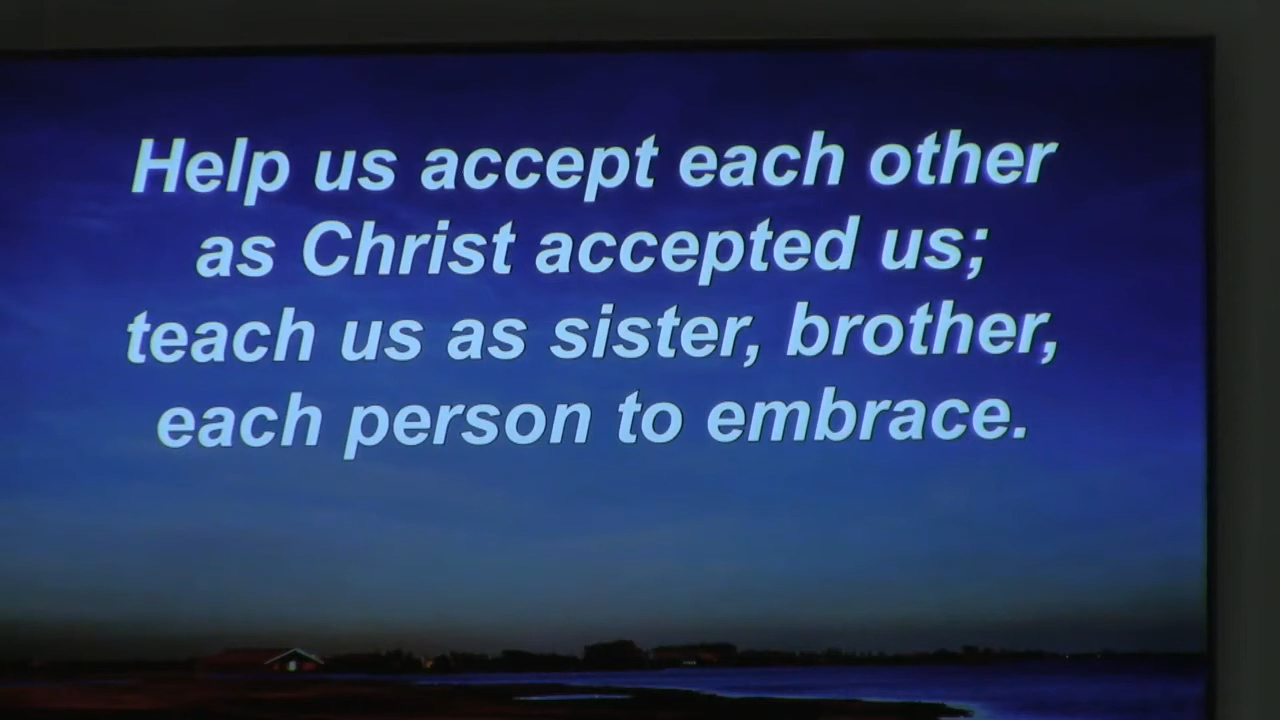 Help us accept each other
as Christ accepted us;
teach us as sister, brother,
each person to embrace.